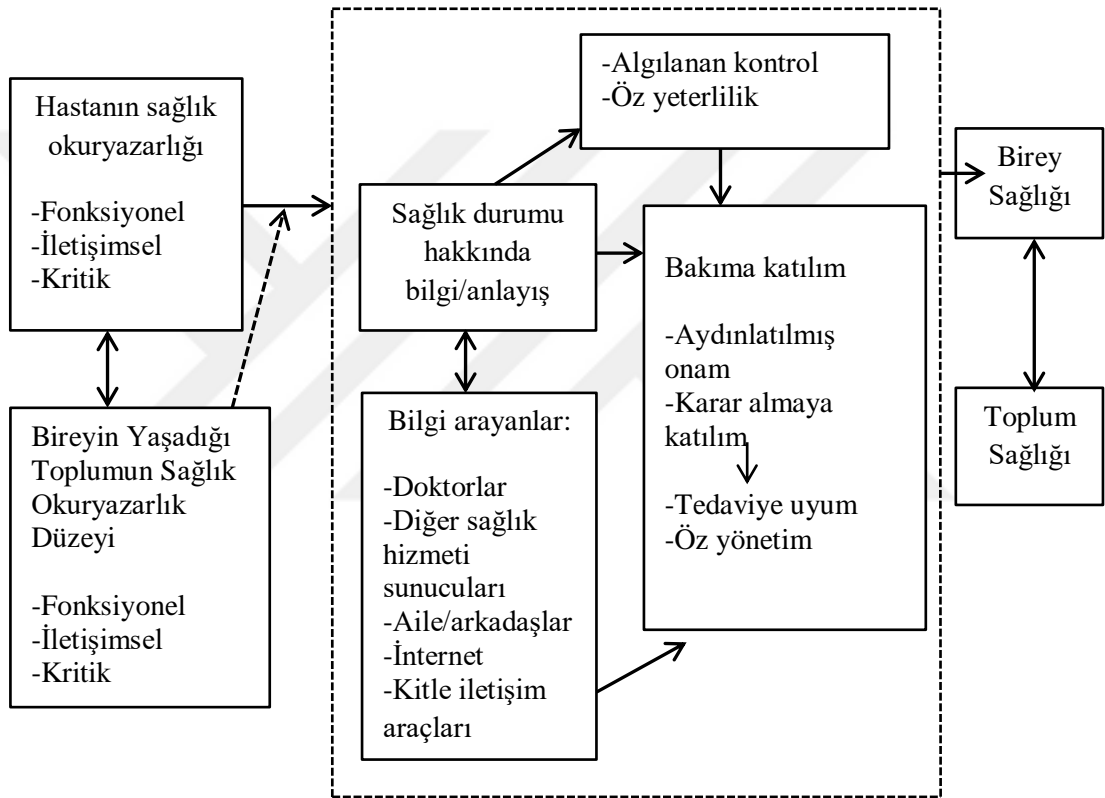 Hastanın sağlık
okuryazarlığı
-Fonksiyonel
-İletişimsel
-Kritik
Bireyin Yaşadığı
Toplumun Sağlık
Okuryazarlık
Düzeyi
-Fonksiyonel
-İletişimsel
-Kritik
-Algılanan kontrol
-Öz yeterlilik
Sağlık durumu
hakkında
bilgi/anlayış
Bilgi arayanlar:
-Doktorlar
-Diğer sağlık
hizmeti
sunucuları
-Aile/arkadaşlar
-İnternet
-Kitle iletişim
araçları
Bakıma katılım
-Aydınlatılmış
onam
-Karar almaya
katılım
-Tedaviye uyum
-Öz yönetim
Birey
Sağlığı
Toplum
Sağlığı